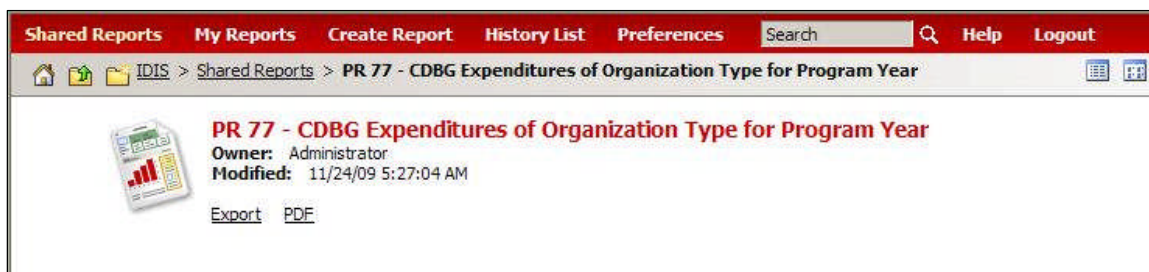 Shared Reports My Reports Create Report History List Preferences Search Help Logout
IDIS > Shared Reports > PR 77 - CDBG Expenditures of Organization Type for Program Year
PR 77 - CDBG Expenditures of Organization Type for Program Year
Owner: Administrator
Modified: 11/24/09 5:27:04 AM
Export PDF